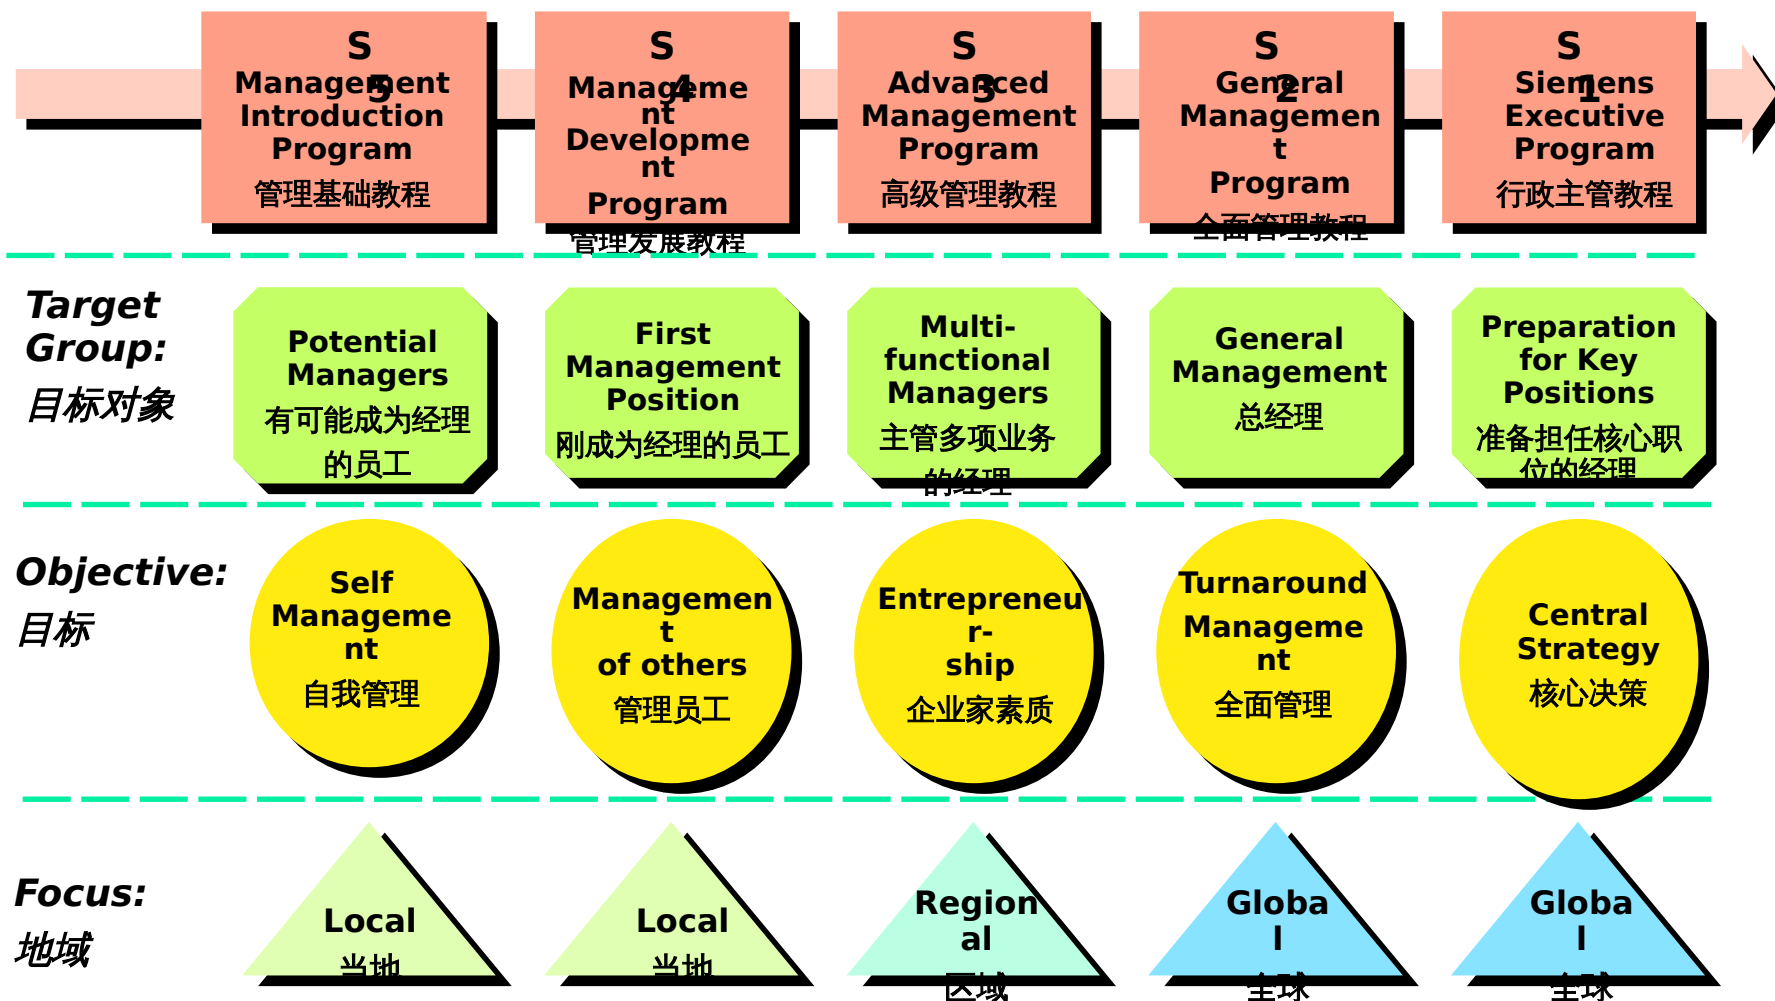 S
5
Management
Introduction
Program
管理基础教程
S
4
Manageme
nt
Developme
nt
Program
管理发展教程
S
3
Advanced
Management
Program
高级管理教程
S
2
General
Managemen
t
Program
全面管理教程
S
1
Siemens
Executive
Program
行政主管教程
Target
Group:
目标对象
Potential
Managers
有可能成为经理
的员工
First
Management
Position
刚成为经理的员工
Multi-
functional
Managers
主管多项业务
的经理
General
Management
总经理
Preparation
for Key
Positions
准备担任核心职
位的经理
Objective:
目标
Self
Manageme
nt
自我管理
Managemen
t
of others
管理员工
Entrepreneu
r-
ship
企业家素质
Turnaround
Manageme
nt
全面管理
Central
Strategy
核心决策
Focus:
地域
Local
当地
Local
当地
Region
al
区域
Globa
l
全球
Globa
l
全球